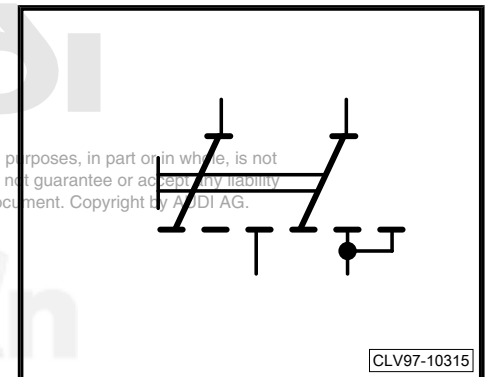 purposes, in part or in whole, is not
not guarantee or accept any liability
ocument. Copyright by AUDI AG.
CLV97-10315